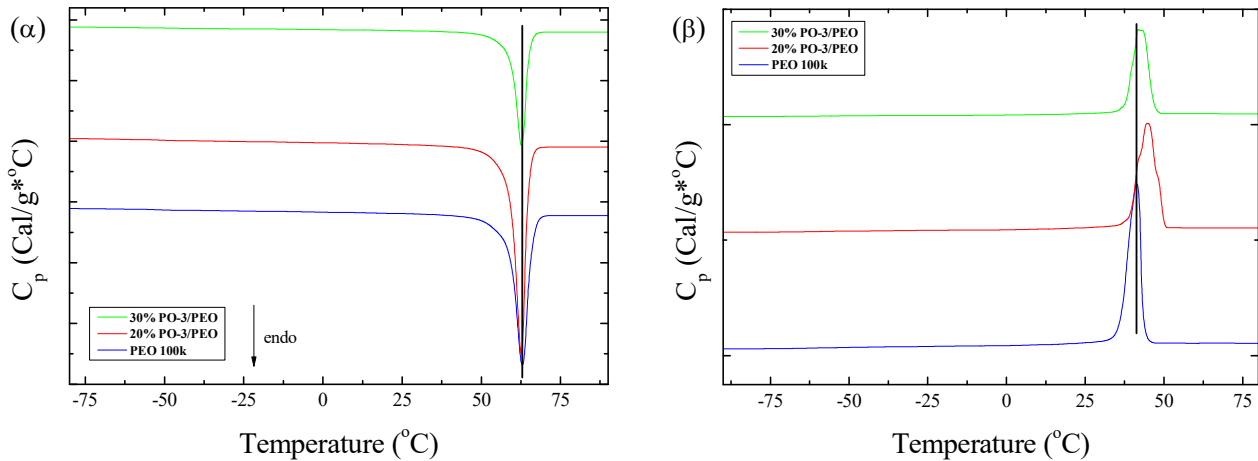 (α)
C_p (Cal/g*°C)
30% PO-3/PEO
20% PO-3/PEO
PEO 100k
endo
-75 -50 -25 0 25 50 75
Temperature (°C)
(β)
30% PO-3/PEO
20% PO-3/PEO
PEO 100k
C_p (Cal/g*°C)
-75 -50 -25 0 25 50 75
Temperature (°C)